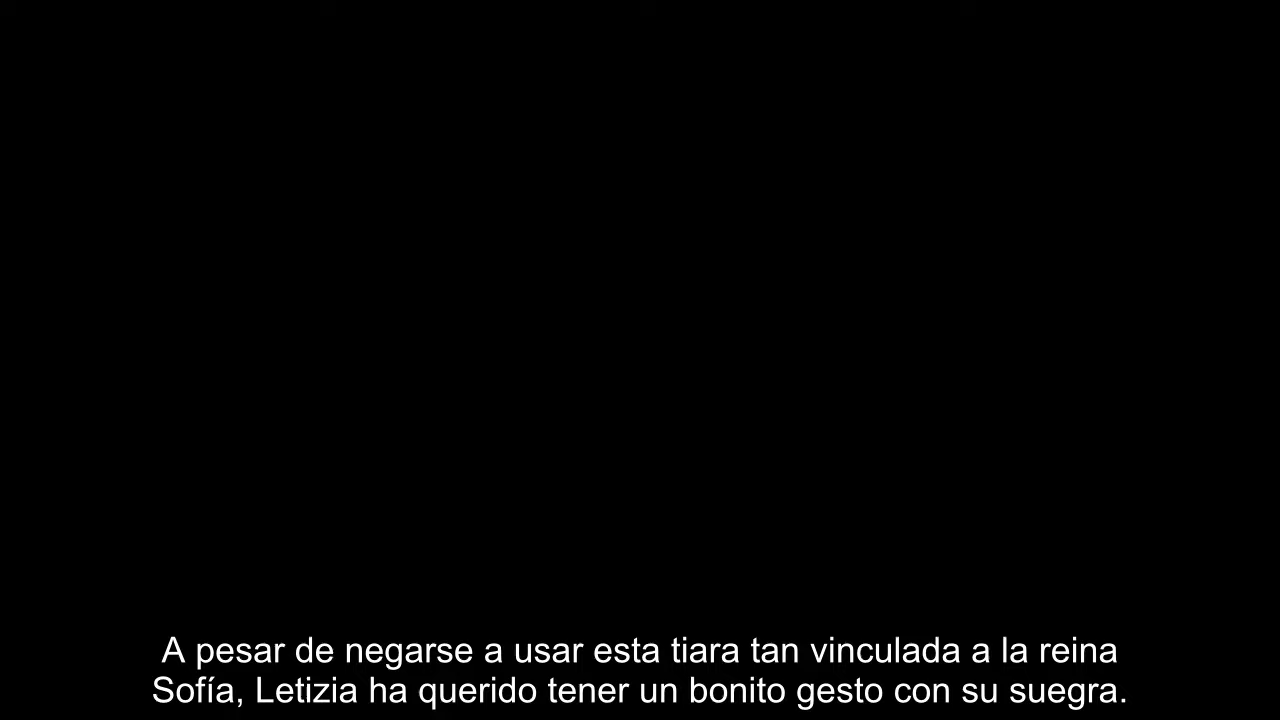 A pesar de negarse a usar esta tiara tan vinculada a la reina
Sofía, Letizia ha querido tener un bonito gesto con su suegra.